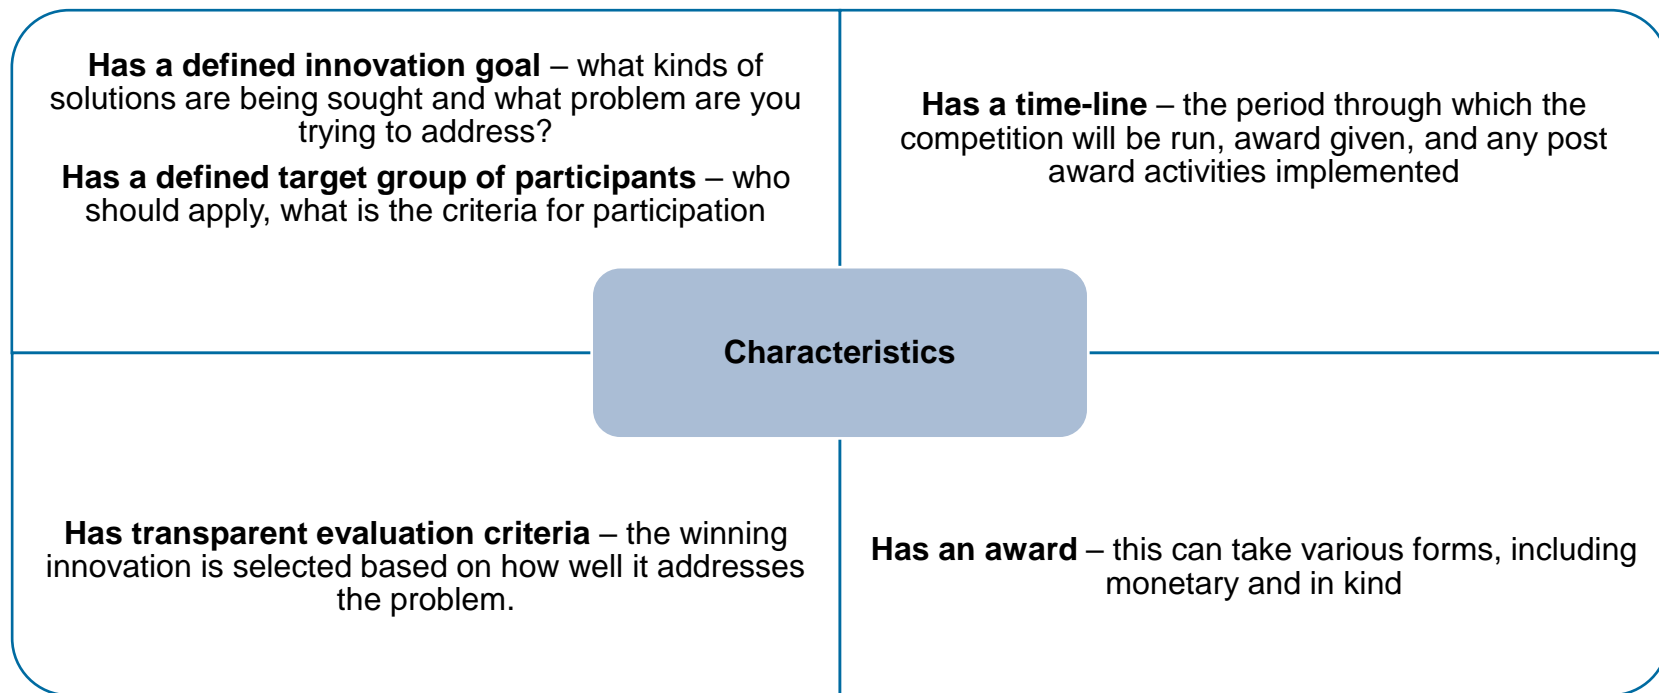 Has a defined innovation goal – what kinds of
solutions are being sought and what problem are you
trying to address?
Has a defined target group of participants – who
should apply, what is the criteria for participation
Has a time-line – the period through which the
competition will be run, award given, and any post
award activities implemented
Characteristics
Has transparent evaluation criteria – the winning
innovation is selected based on how well it addresses
the problem.
Has an award – this can take various forms, including
monetary and in kind